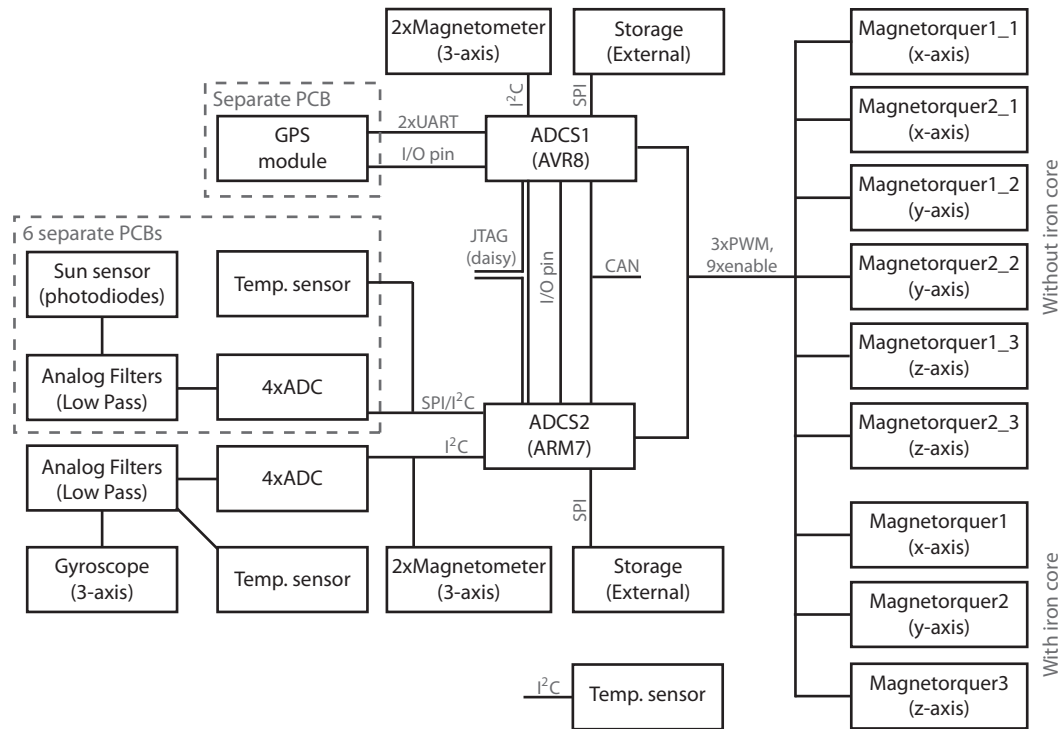 2xMagnetometer
(3-axis)
Storage
(External)
Magnetorquer1_1
(x-axis)
Separate PCB
I²C
SPI
GPS
module
2xUART
I/O pin
ADCS1
(AVR8)
Magnetorquer2_1
(x-axis)
Magnetorquer1_2
(y-axis)
6 separate PCBs
Sun sensor
(photodiodes)
Temp. sensor
JTAG
(daisy)
I/O pin
CAN
3xPWM,
9xenable
Magnetorquer2_2
(y-axis)
Without iron core
Analog Filters
(Low Pass)
4xADC
SPI/I²C
Magnetorquer1_3
(z-axis)
ADCS2
(ARM7)
Magnetorquer2_3
(z-axis)
Analog Filters
(Low Pass)
4xADC
I²C
SPI
Magnetorquer1
(x-axis)
Gyroscope
(3-axis)
Temp. sensor
2xMagnetometer
(3-axis)
Storage
(External)
Magnetorquer2
(y-axis)
With iron core
I²C
Temp. sensor
Magnetorquer3
(z-axis)